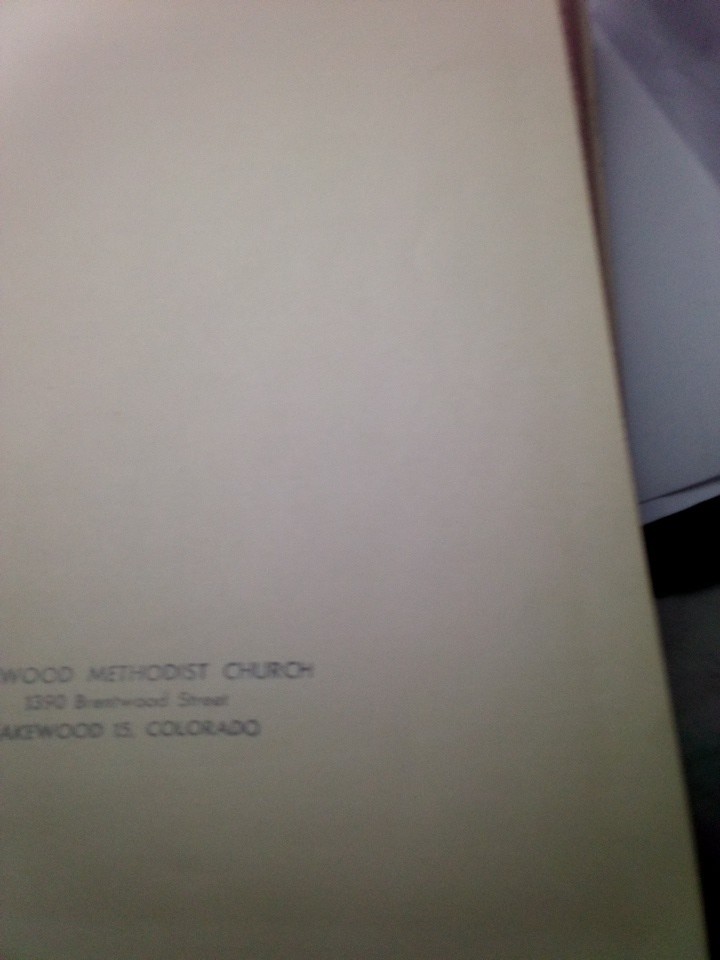 WOOD METHODIST CHURCH
1390 Brentwood Street
AKEWOOD 15, COLORADO